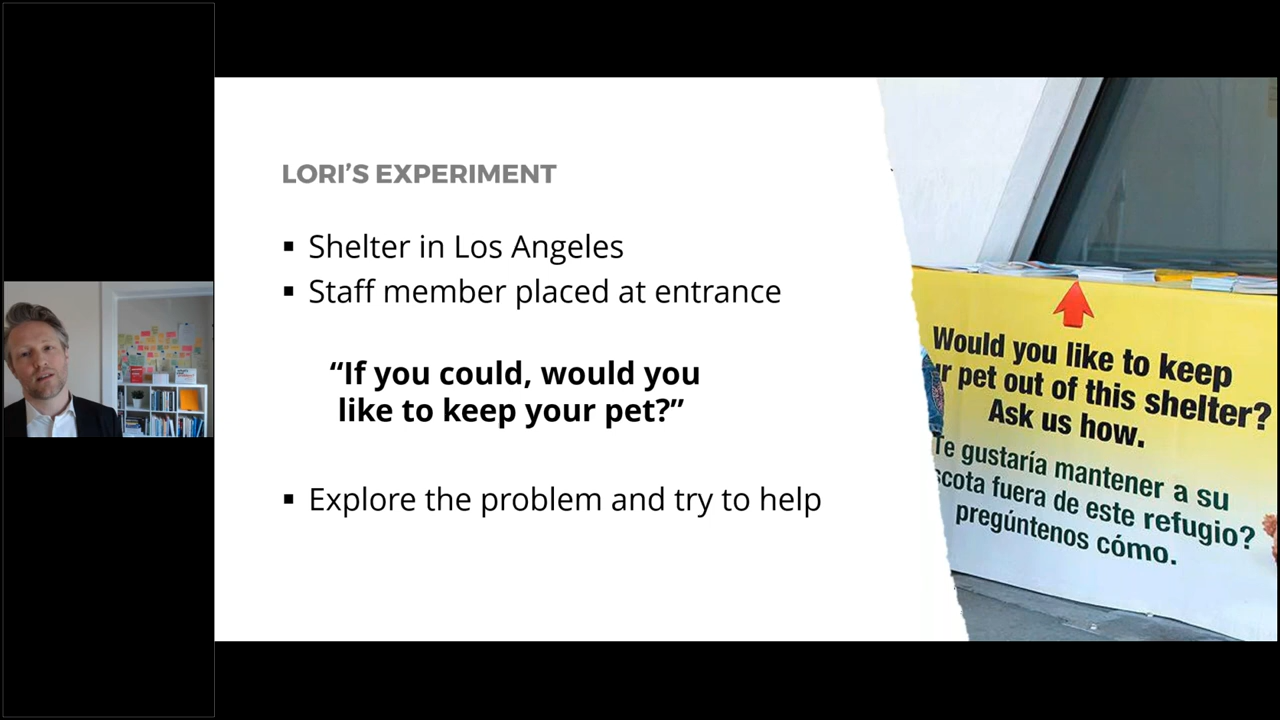 LORI'S EXPERIMENT
▪ Shelter in Los Angeles
▪ Staff member placed at entrance
“If you could, would you
like to keep your pet?”
▪ Explore the problem and try to help
Would you like to keep
pet out of this shelter?
Ask us how.
Te gustaría mantener a su
fuera de este refugio?
pregúntenos cómo.